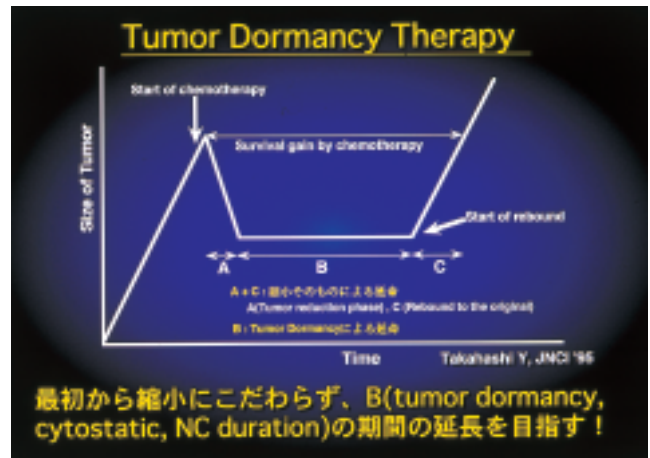 Tumor Dormancy Therapy
Start of chemotherapy
Survival gain by chemotherapy
Size of Tumor
Start of rebound
A
B
C
A + C : 縮小そのものによる延命
A(Tumor reduction phase) , C (Rebound to the original)
B : Tumor Dormancyによる延命
Time
Takahashi Y, JNCI '95
最初から縮小にこだわらず、B(tumor dormancy,
cytostatic, NC duration)の期間の延長を目指す！